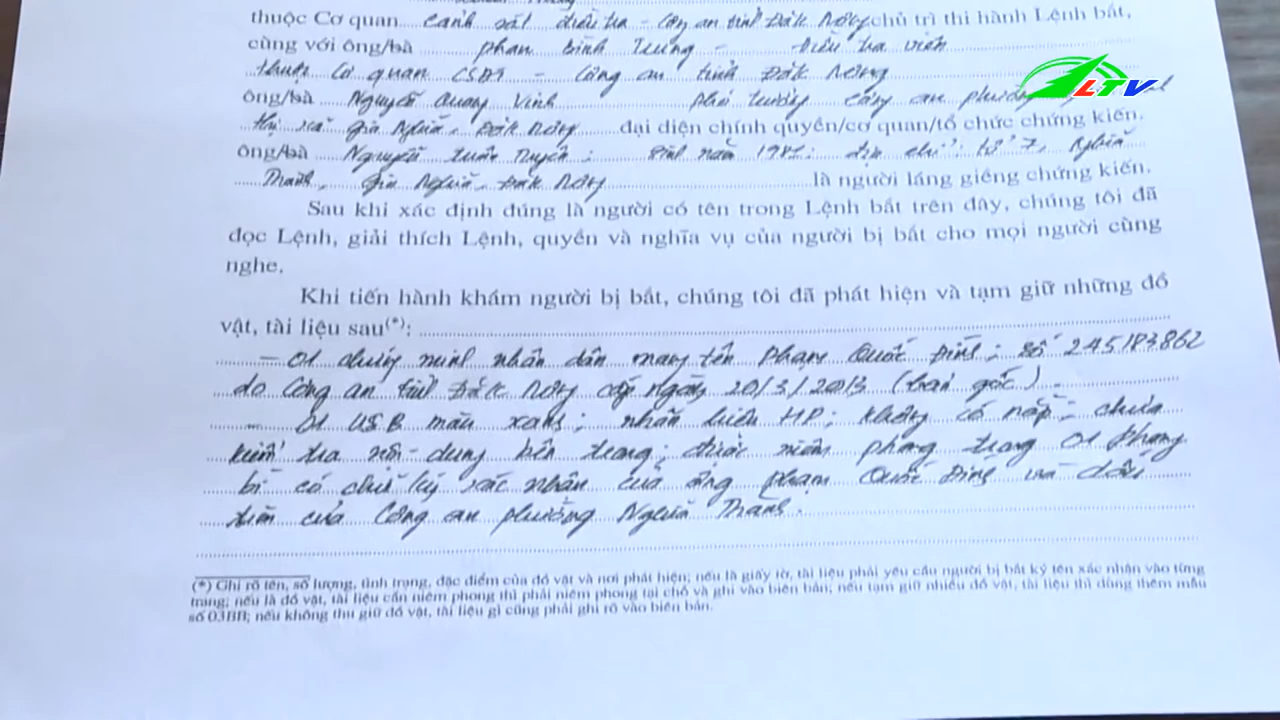 thuộc Cơ quan Cảnh sát điều tra - Công an tỉnh Đắk Nông chủ trì thi hành Lệnh bắt,
cùng với ông/bà Phan Bình Trưng - Điều tra viên
thuộc Cơ quan CSĐT - Công an tỉnh Đắk Nông
ông/bà Nguyễn Quang Vinh Phó trưởng Công an phường
thị xã Gia Nghĩa, Đắk Nông đại diện chính quyền/cơ quan/tổ chức chứng kiến.
ông/bà Nguyễn Tuấn sinh năm địa chỉ: tổ 7, Nghĩa
Thành, Gia Nghĩa, Đắk Nông là người láng giềng chứng kiến.
Sau khi xác định đúng là người có tên trong Lệnh bắt trên đây, chúng tôi đã
đọc Lệnh, giải thích Lệnh, quyền và nghĩa vụ của người bị bắt cho mọi người cùng
nghe.
Khi tiến hành khám người bị bắt, chúng tôi đã phát hiện và tạm giữ những đồ
vật, tài liệu sau(*):
- 01 chứng minh nhân dân mang tên Phạm Quốc Đính; số 245183862
do Công an tỉnh Đắk Nông cấp ngày 20/3/2013 (bản gốc).
- 01 USB màu xanh; nhãn hiệu HP; không có nắp; chưa
kiểm tra nội dung bên trong; được niêm phong trong 01 phong
bì có chữ ký xác nhận của ông Phạm Quốc Đính và dấu
tròn của Công an phường Nghĩa Thành.
(*) Ghi rõ tên, số lượng, tình trạng, đặc điểm của đồ vật và nơi phát hiện; nếu là giấy tờ, tài liệu phải yêu cầu người bị bắt ký tên xác nhận vào từng
trang; nếu là đồ vật, tài liệu cần niêm phong thì phải niêm phong tại chỗ và ghi vào biên bản; nếu tạm giữ nhiều đồ vật, tài liệu thì dùng thêm mẫu
số 03BB; nếu không thu giữ đồ vật, tài liệu gì cũng phải ghi rõ vào biên bản.
LTV